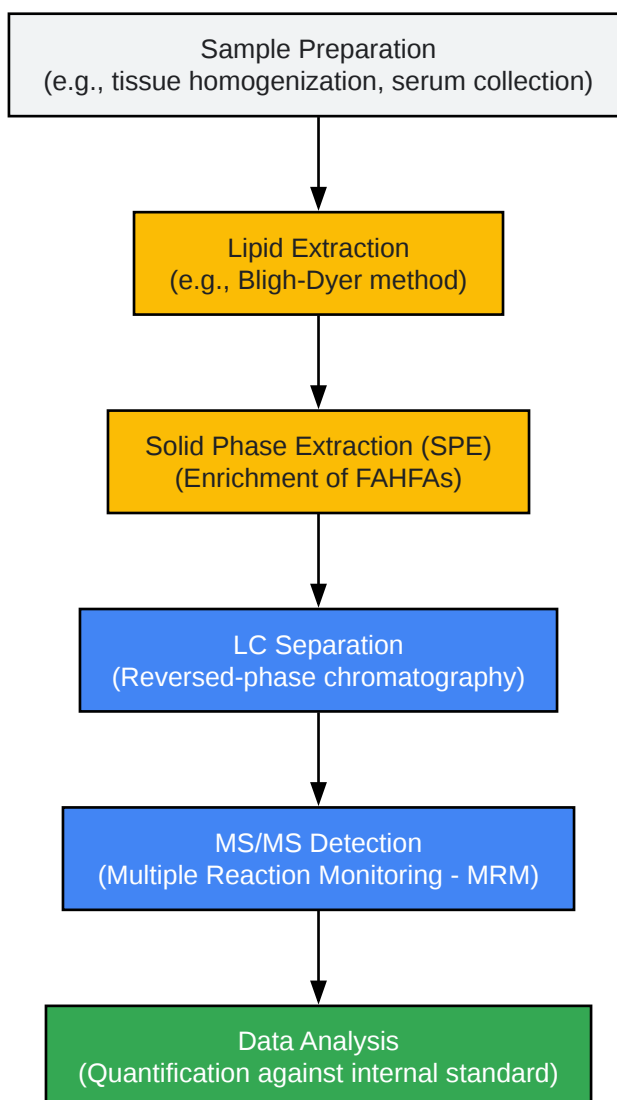 Sample Preparation
(e.g., tissue homogenization, serum collection)
Lipid Extraction
(e.g., Bligh-Dyer method)
Solid Phase Extraction (SPE)
(Enrichment of FAHFAs)
LC Separation
(Reversed-phase chromatography)
MS/MS Detection
(Multiple Reaction Monitoring - MRM)
Data Analysis
(Quantification against internal standard)